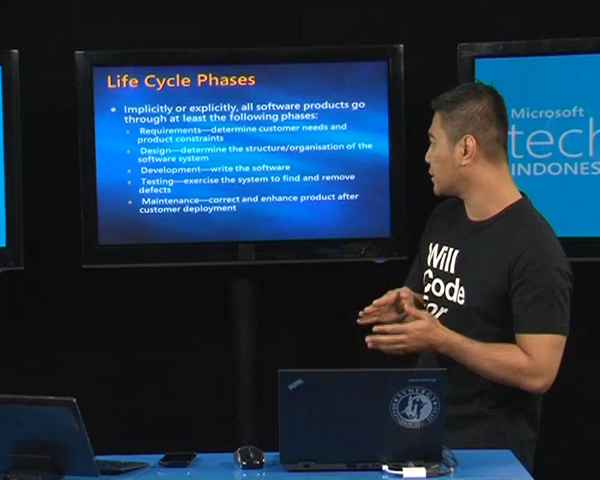 Life Cycle Phases
Implicitly or explicitly, all software products go
through at least the following phases:
Requirements—determine customer needs and
product constraints
Design—determine the structure/organisation of the
software system
Development—write the software
Testing—exercise the system to find and remove
defects
Maintenance—correct and enhance product after
customer deployment
Microsoft
tech
INDONES
Will
Code
For
SYNERGY